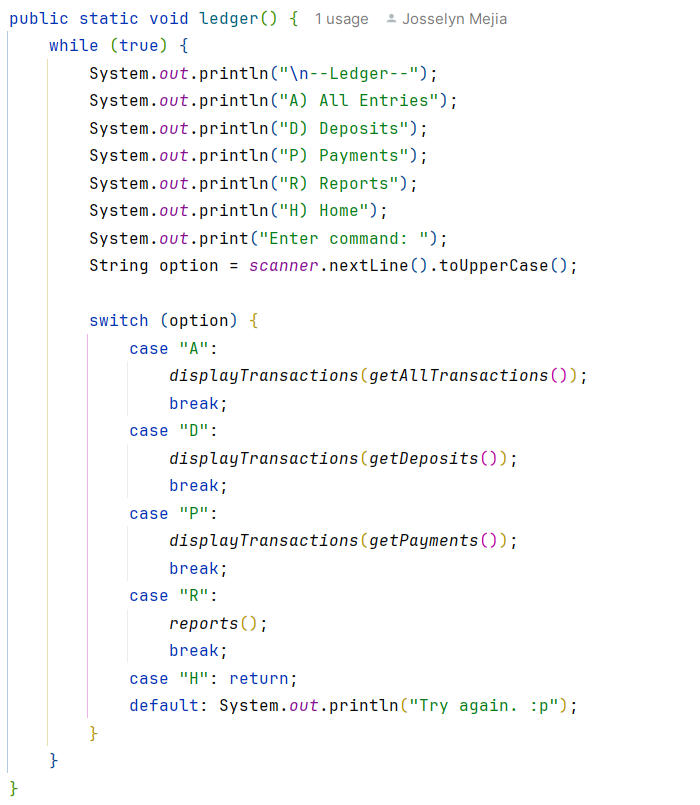 public static void ledger() { 1 usage Josselyn Mejia
while (true) {
System.out.println("\n--Ledger--");
System.out.println("A) All Entries");
System.out.println("D) Deposits");
System.out.println("P) Payments");
System.out.println("R) Reports");
System.out.println("H) Home");
System.out.print("Enter command: ");
String option = scanner.nextLine().toUpperCase();
switch (option) {
case "A":
displayTransactions(getAllTransactions());
break;
case "D":
displayTransactions(getDeposits());
break;
case "P":
displayTransactions(getPayments());
break;
case "R":
reports();
break;
case "H": return;
default: System.out.println("Try again. :p");
}
}
}